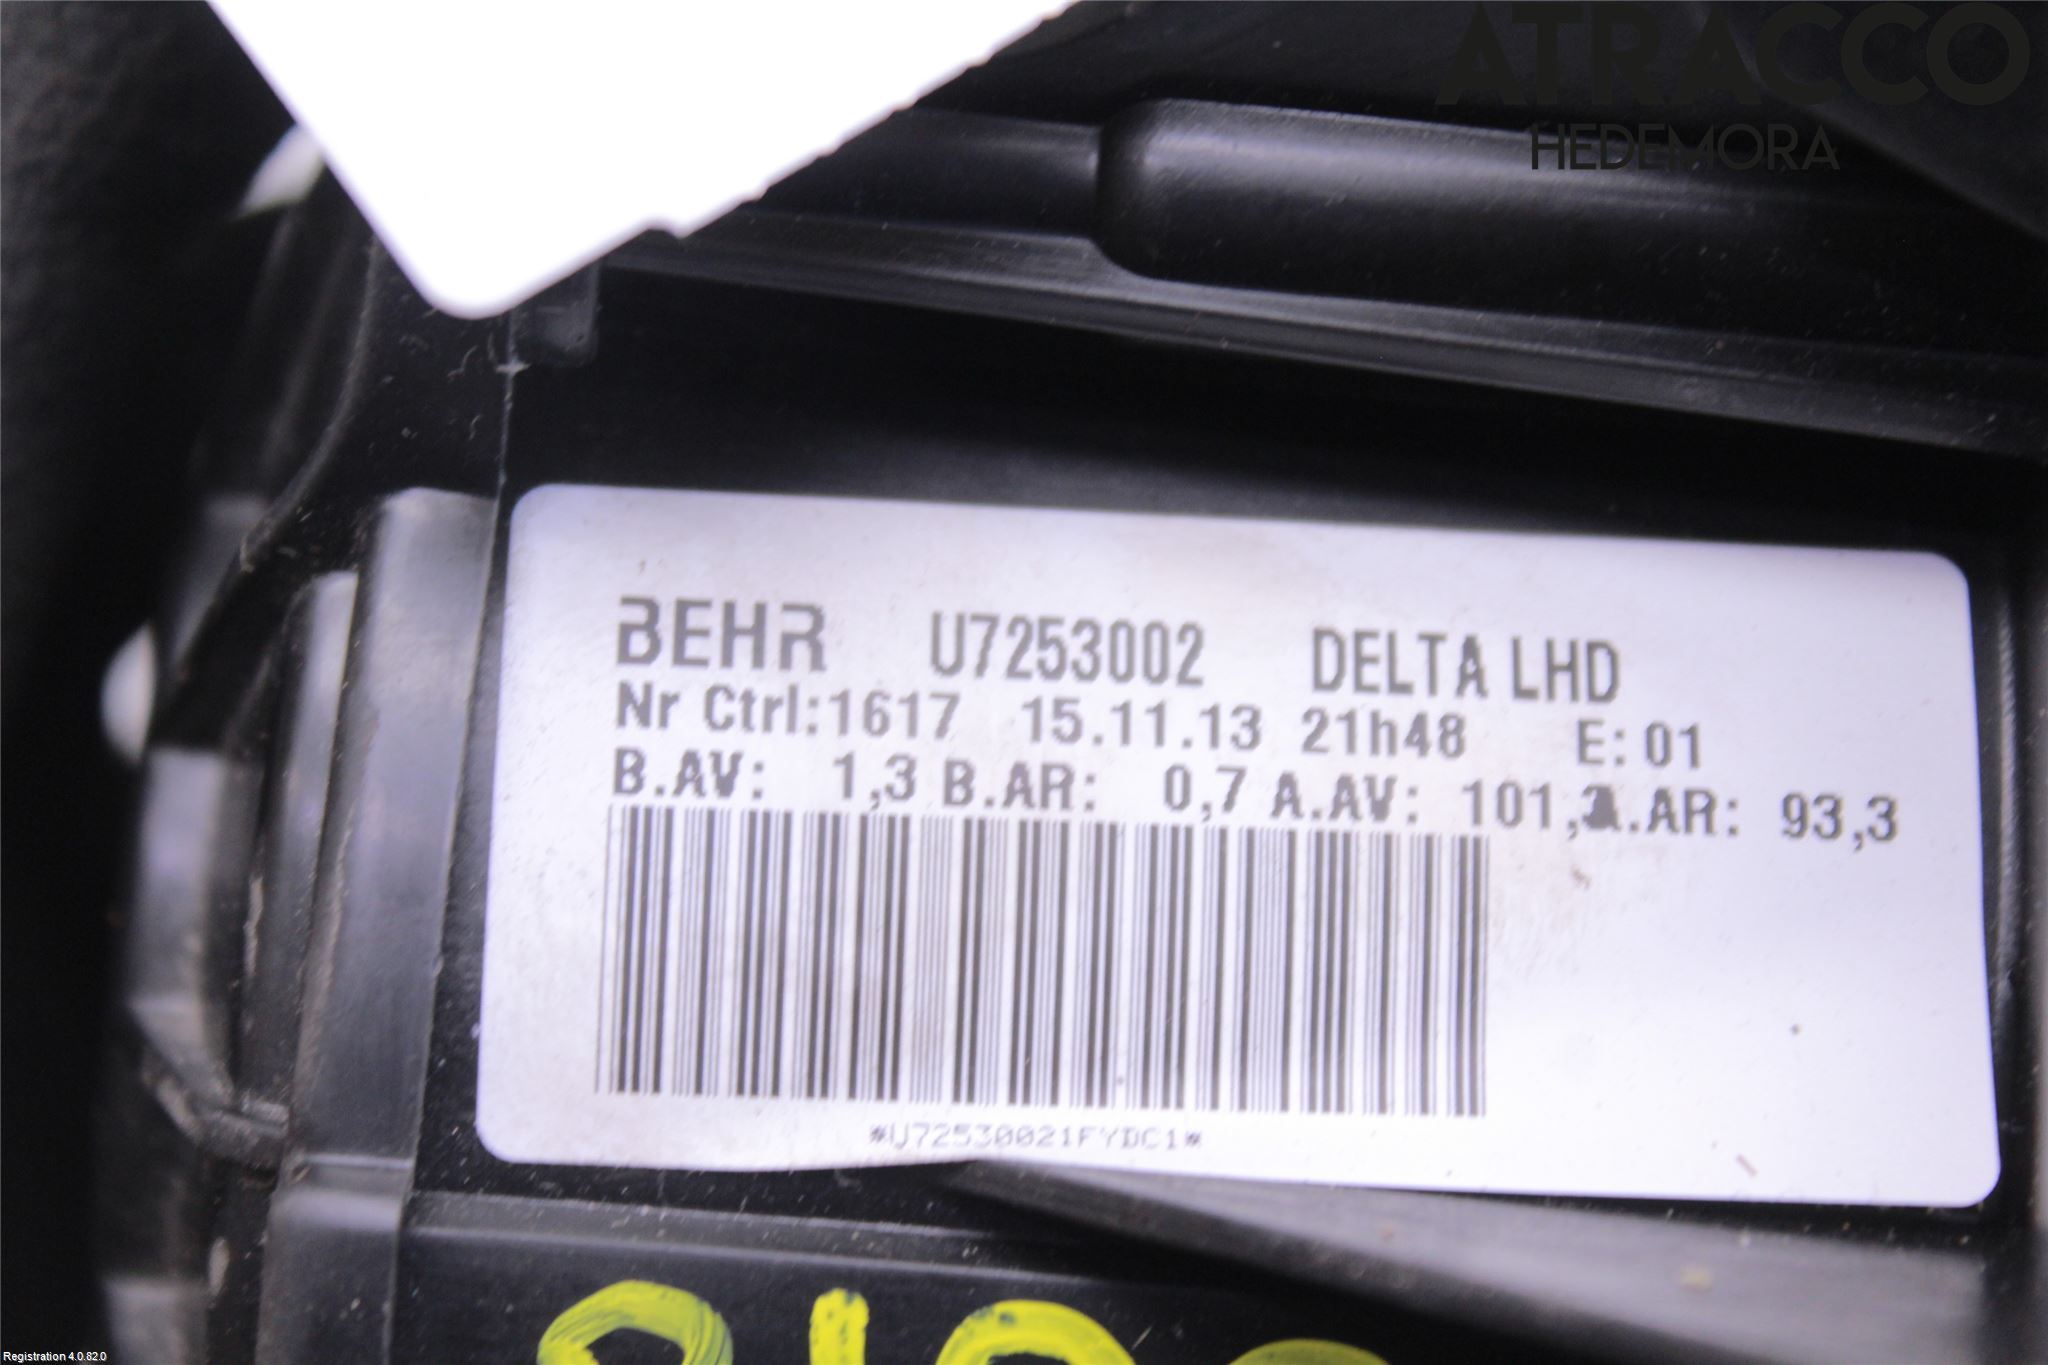 ATRACCO
HEDEMORA
BEHR U7253002 DELTA LHD
Nr Ctrl:1617 15.11.13 21h48 E:01
B.AV: 1,3 B.AR: 0,7 A.AV: 101, A.AR: 93,3
*U72530021FYDC1*
Registration 4.0.82.0